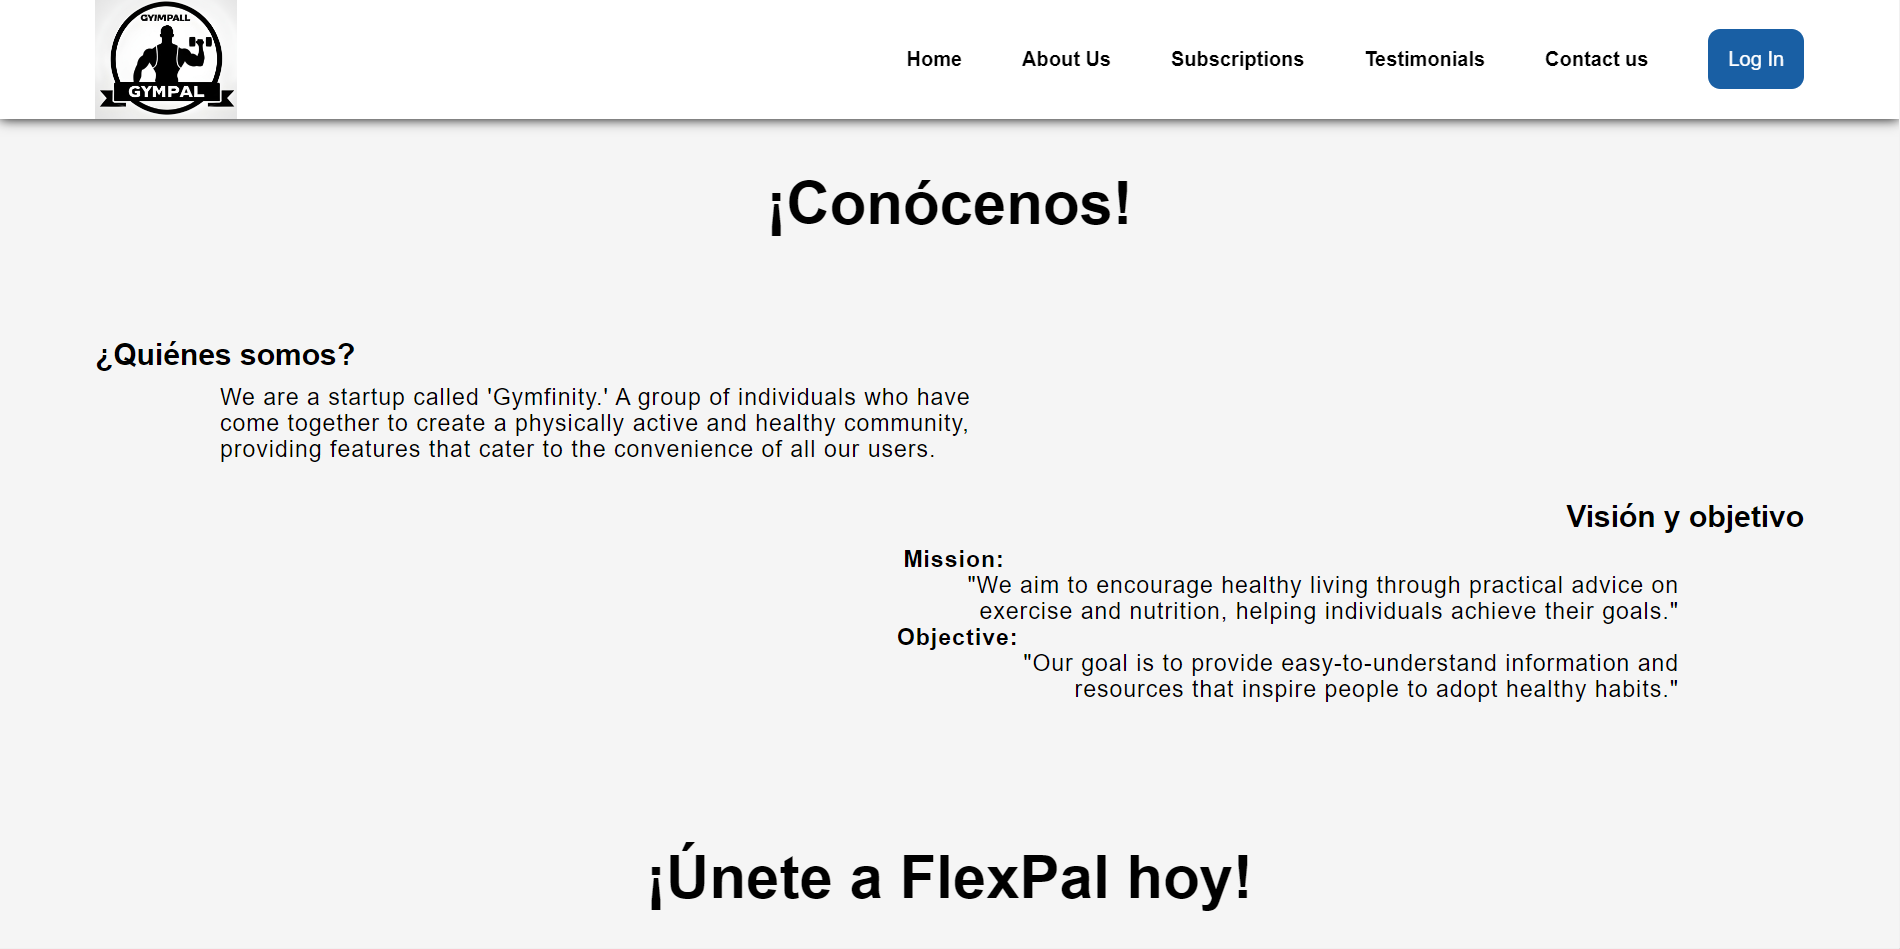 GYIMPALL
GYMPAL
Home
About Us
Subscriptions
Testimonials
Contact us
Log In
¡Conócenos!
¿Quiénes somos?
We are a startup called 'Gymfinity.' A group of individuals who have
come together to create a physically active and healthy community,
providing features that cater to the convenience of all our users.
Visión y objetivo
Mission:
"We aim to encourage healthy living through practical advice on
exercise and nutrition, helping individuals achieve their goals."
Objective:
"Our goal is to provide easy-to-understand information and
resources that inspire people to adopt healthy habits."
¡Únete a FlexPal hoy!